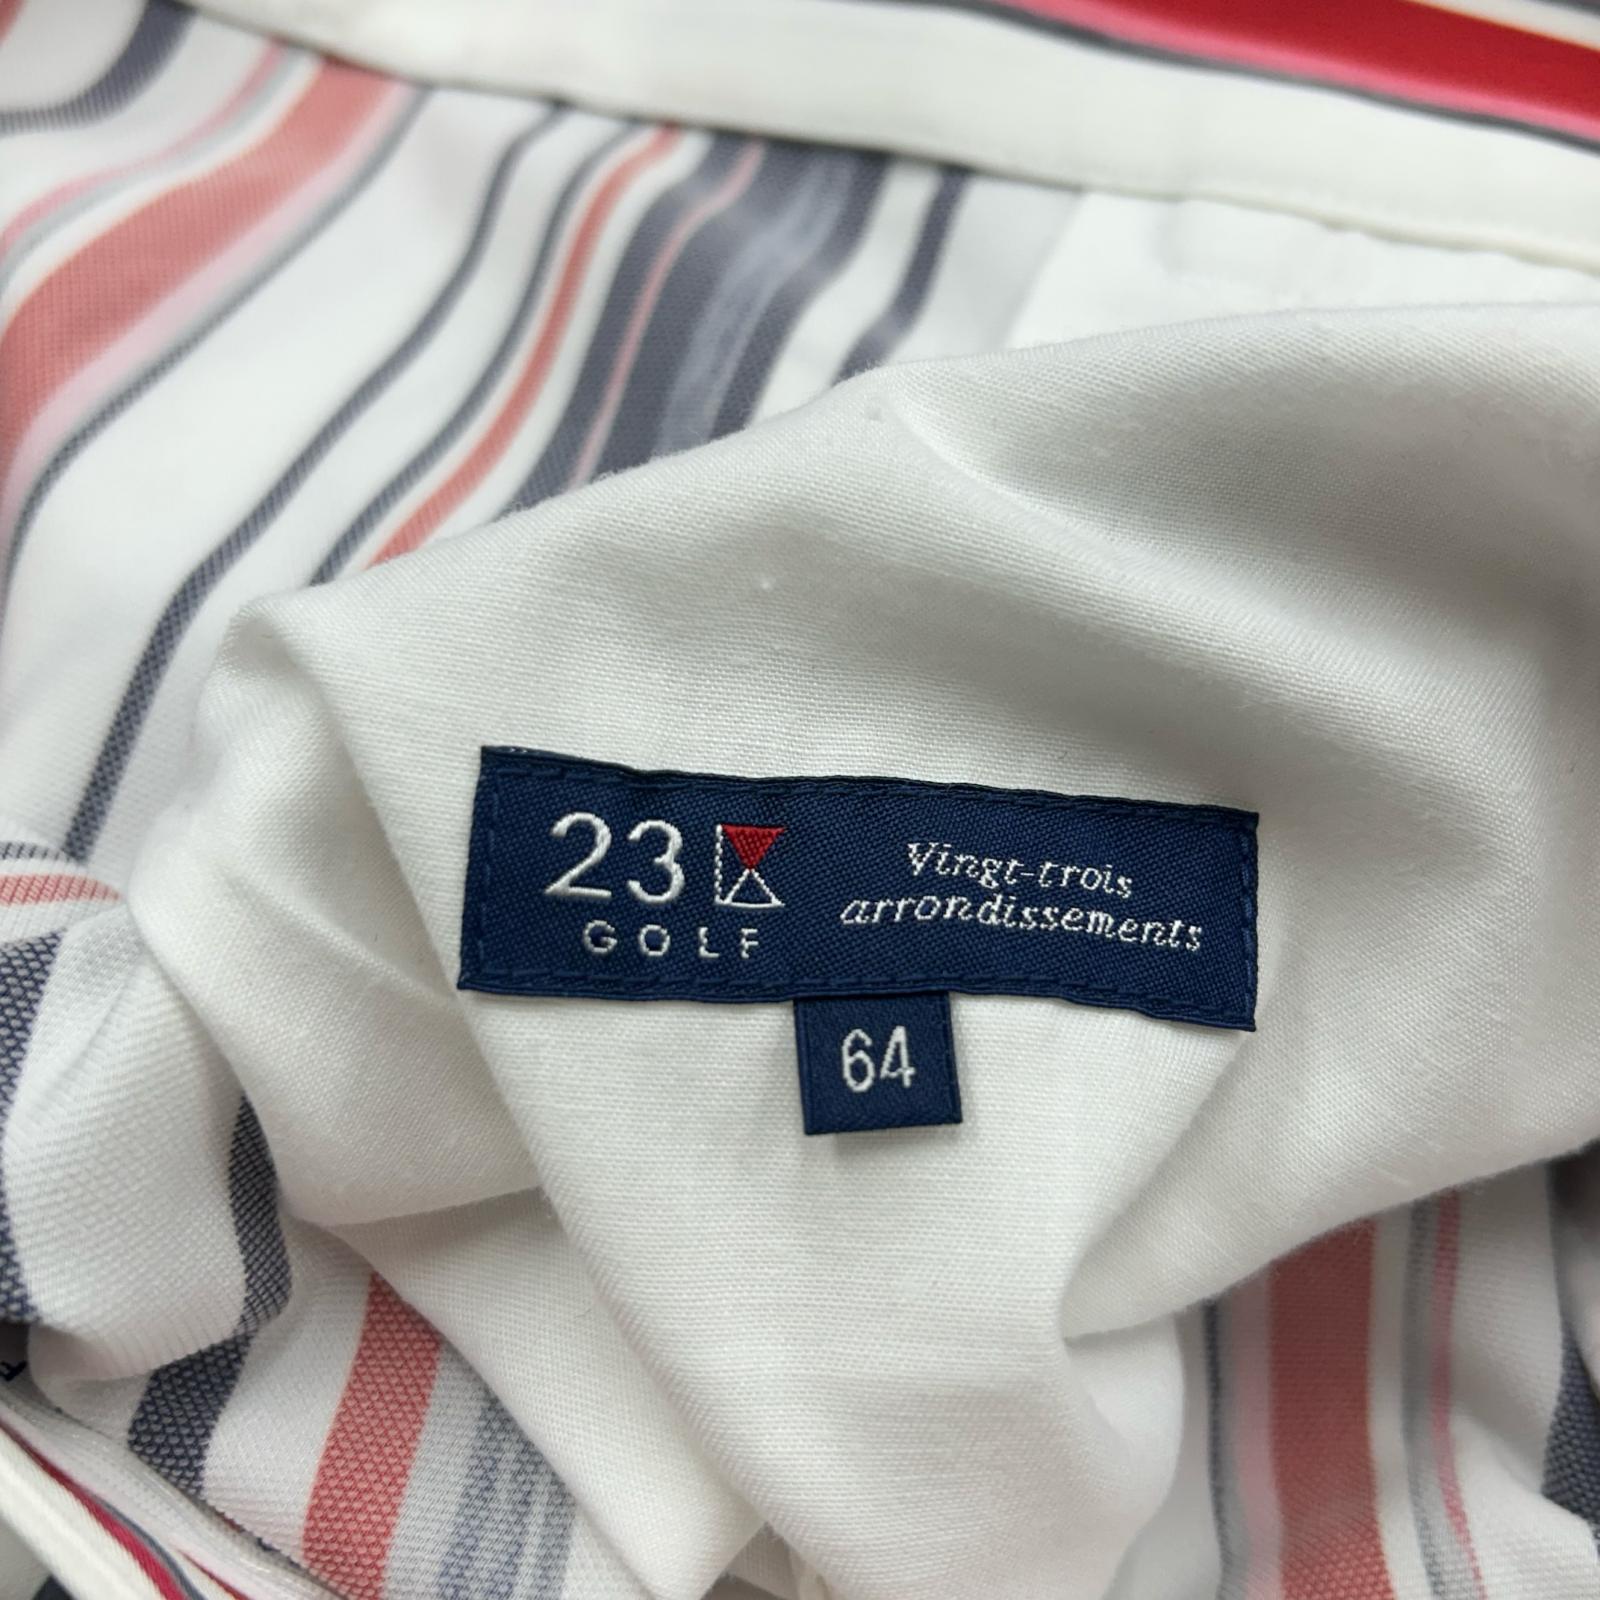 23
GOLF
Vingt-trois
arrondissements
64